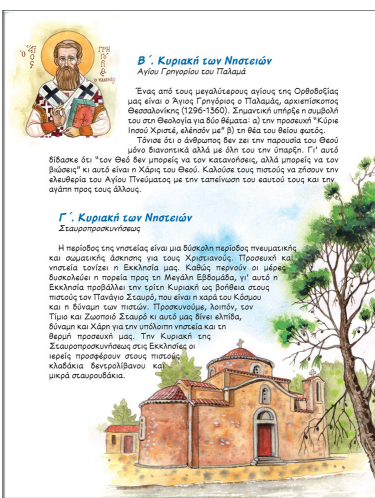 Ὁ ἍΓΙΟΣ ΓΡΗΓΌΡΙΟΣ
Β΄. Κυριακή των Νηστειών
Αγίου Γρηγορίου του Παλαμά
Ένας από τους μεγαλύτερους αγίους της Ορθοδοξίας
μας είναι ο Άγιος Γρηγόριος ο Παλαμάς, αρχιεπίσκοπος
Θεσσαλονίκης (1296-1360). Σημαντική υπήρξε η συμβολή
του στη Θεολογία για δύο θέματα: α) την προσευχή "Κύριε
Ιησού Χριστέ, ελέησόν με" β) τη θέα του θείου φωτός.
Τόνισε ότι ο άνθρωπος δεν ζει την παρουσία του Θεού
μόνο διανοητικά αλλά με όλη του την ύπαρξη. Γι' αυτό
δίδασκε ότι "τον Θεό δεν μπορείς να τον κατανοήσεις, αλλά μπορείς να τον
βιώσεις" κι αυτό είναι η Χάρις του Θεού. Καλούσε τους πιστούς να ζήσουν την
ελευθερία του Αγίου Πνεύματος με την ταπείνωση του εαυτού τους και την
αγάπη προς τους άλλους.
Γ΄. Κυριακή των Νηστειών
Σταυροπροσκυνήσεως
Η περίοδος της νηστείας είναι μια δύσκολη περίοδος πνευματικής
και σωματικής άσκησης για τους Χριστιανούς. Προσευχή και
νηστεία τονίζει η Εκκλησία μας. Καθώς περνούν οι μέρες
δυσκολεύει η πορεία προς τη Μεγάλη Εβδομάδα, γι' αυτό η
Εκκλησία προβάλλει την τρίτη Κυριακή ως βοήθεια στους
πιστούς τον Πανάγιο Σταυρό, που είναι η χαρά του Κόσμου
και η δύναμη των πιστών. Προσκυνούμε, λοιπόν, τον
Τίμιο και Ζωοποιό Σταυρό κι αυτό μας δίνει ελπίδα,
δύναμη και Χάρη για την υπόλοιπη νηστεία και τη
θερμή προσευχή μας. Την Κυριακή της
Σταυροπροσκυνήσεως στις Εκκλησίες οι
ιερείς προσφέρουν στους πιστούς
κλαδάκια δεντρολίβανου και
μικρά σταυρουδάκια.